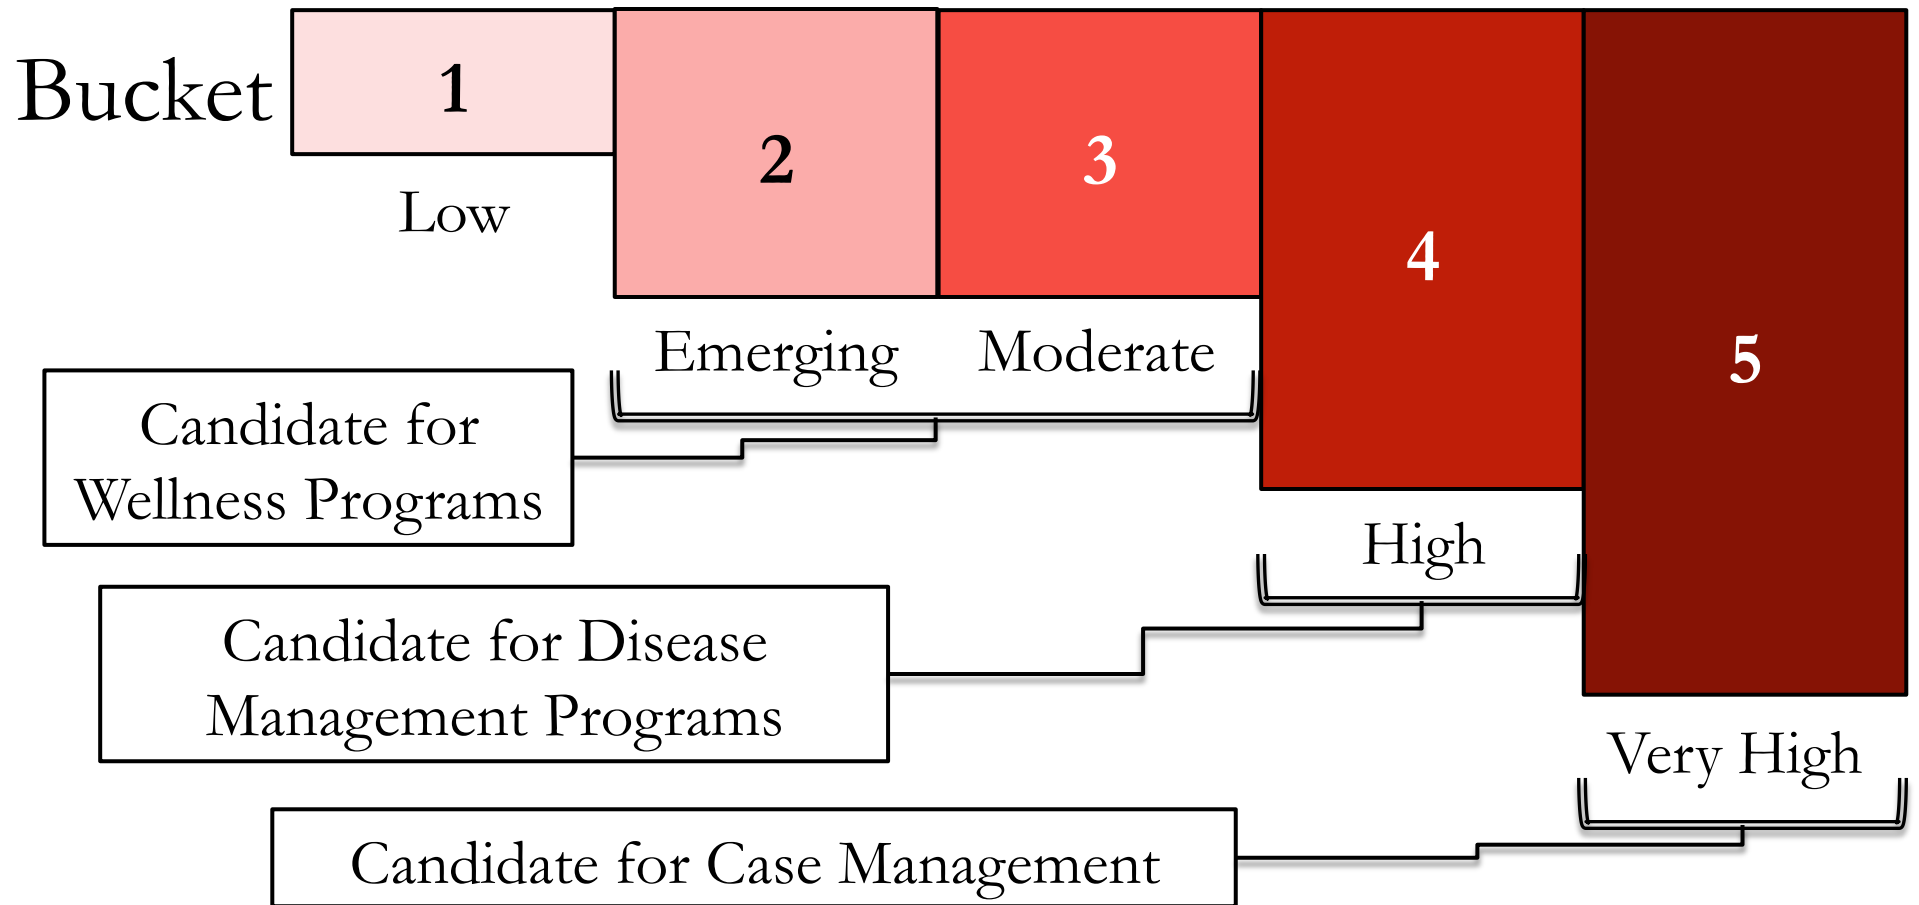 Bucket
1
2
3
4
5
Low
Emerging
Moderate
High
Very High
Candidate for
Wellness Programs
Candidate for Disease
Management Programs
Candidate for Case Management